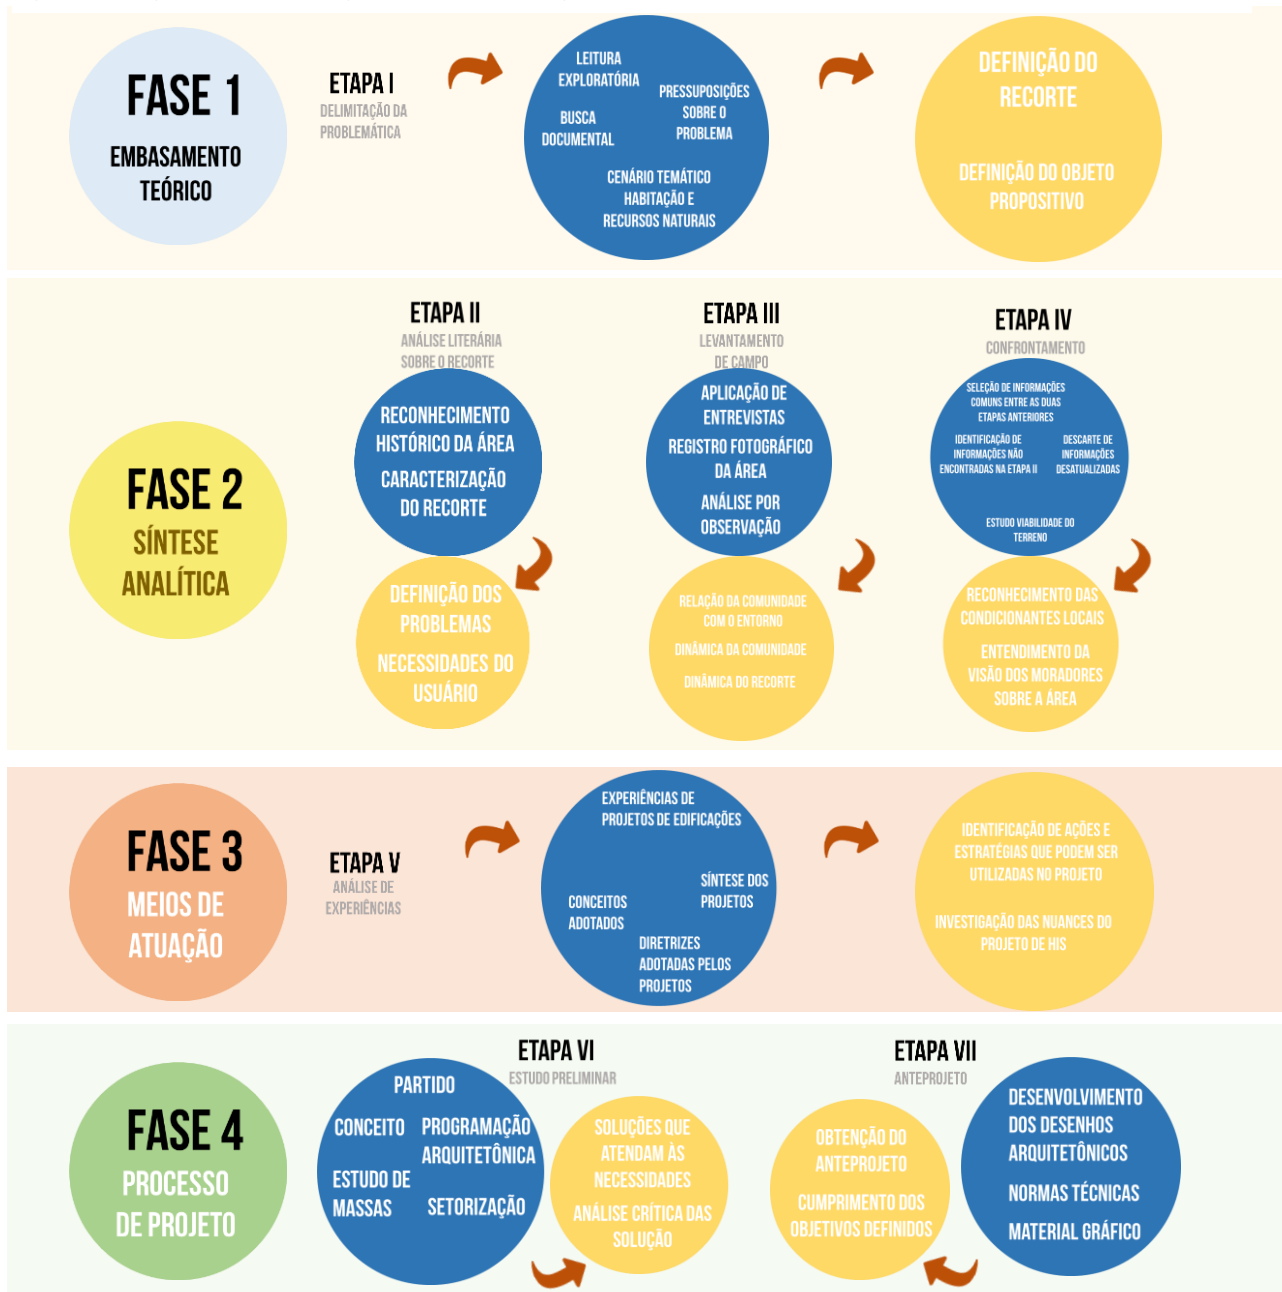 FASE 1
EMBASAMENTO
TEÓRICO
ETAPA I
DELIMITAÇÃO DA
PROBLEMÁTICA
LEITURA
EXPLORATÓRIA
PRESSUPOSIÇÕES
SOBRE O
PROBLEMA
BUSCA
DOCUMENTAL
CENÁRIO TEMÁTICO
HABITAÇÃO E
RECURSOS NATURAIS
DEFINIÇÃO DO
RECORTE
DEFINIÇÃO DO OBJETO
PROPOSITIVO
FASE 2
SÍNTESE
ANALÍTICA
ETAPA II
ANÁLISE LITERÁRIA
SOBRE O RECORTE
RECONHECIMENTO
HISTÓRICO DA ÁREA
CARACTERIZAÇÃO
DO RECORTE
DEFINIÇÃO DOS
PROBLEMAS
NECESSIDADES DO
USUÁRIO
ETAPA III
LEVANTAMENTO
DE CAMPO
APLICAÇÃO DE
ENTREVISTAS
REGISTRO FOTOGRÁFICO
DA ÁREA
ANÁLISE POR
OBSERVAÇÃO
RELAÇÃO DA COMUNIDADE
COM O ENTORNO
DINÂMICA DA COMUNIDADE
DINÂMICA DO RECORTE
ETAPA IV
CONFRONTAMENTO
SELEÇÃO DE INFORMAÇÕES
COMUNS ENTRE AS DUAS
ETAPAS ANTERIORES
IDENTIFICAÇÃO DE
INFORMAÇÕES NÃO
ENCONTRADAS NA ETAPA II
DESCARTE DE
INFORMAÇÕES
DESATUALIZADAS
ESTUDO VIABILIDADE DO
TERRENO
RECONHECIMENTO DAS
CONDICIONANTES LOCAIS
ENTENDIMENTO DA
VISÃO DOS MORADORES
SOBRE A ÁREA
FASE 3
MEIOS DE
ATUAÇÃO
ETAPA V
ANÁLISE DE
EXPERIÊNCIAS
EXPERIÊNCIAS DE
PROJETOS DE EDIFICAÇÕES
SÍNTESE DOS
PROJETOS
CONCEITOS
ADOTADOS
DIRETRIZES
ADOTADAS PELOS
PROJETOS
IDENTIFICAÇÃO DE AÇÕES E
ESTRATÉGIAS QUE PODEM SER
UTILIZADAS NO PROJETO
INVESTIGAÇÃO DAS NUANCES DO
PROJETO DE HIS
FASE 4
PROCESSO
DE PROJETO
ETAPA VI
ESTUDO PRELIMINAR
PARTIDO
CONCEITO
PROGRAMAÇÃO
ARQUITETÔNICA
ESTUDO DE
MASSAS
SETORIZAÇÃO
SOLUÇÕES QUE
ATENDAM ÀS
NECESSIDADES
ANÁLISE CRÍTICA DAS
SOLUÇÃO
ETAPA VII
ANTEPROJETO
OBTENÇÃO DO
ANTEPROJETO
CUMPRIMENTO DOS
OBJETIVOS DEFINIDOS
DESENVOLVIMENTO
DOS DESENHOS
ARQUITETÔNICOS
NORMAS TÉCNICAS
MATERIAL GRÁFICO